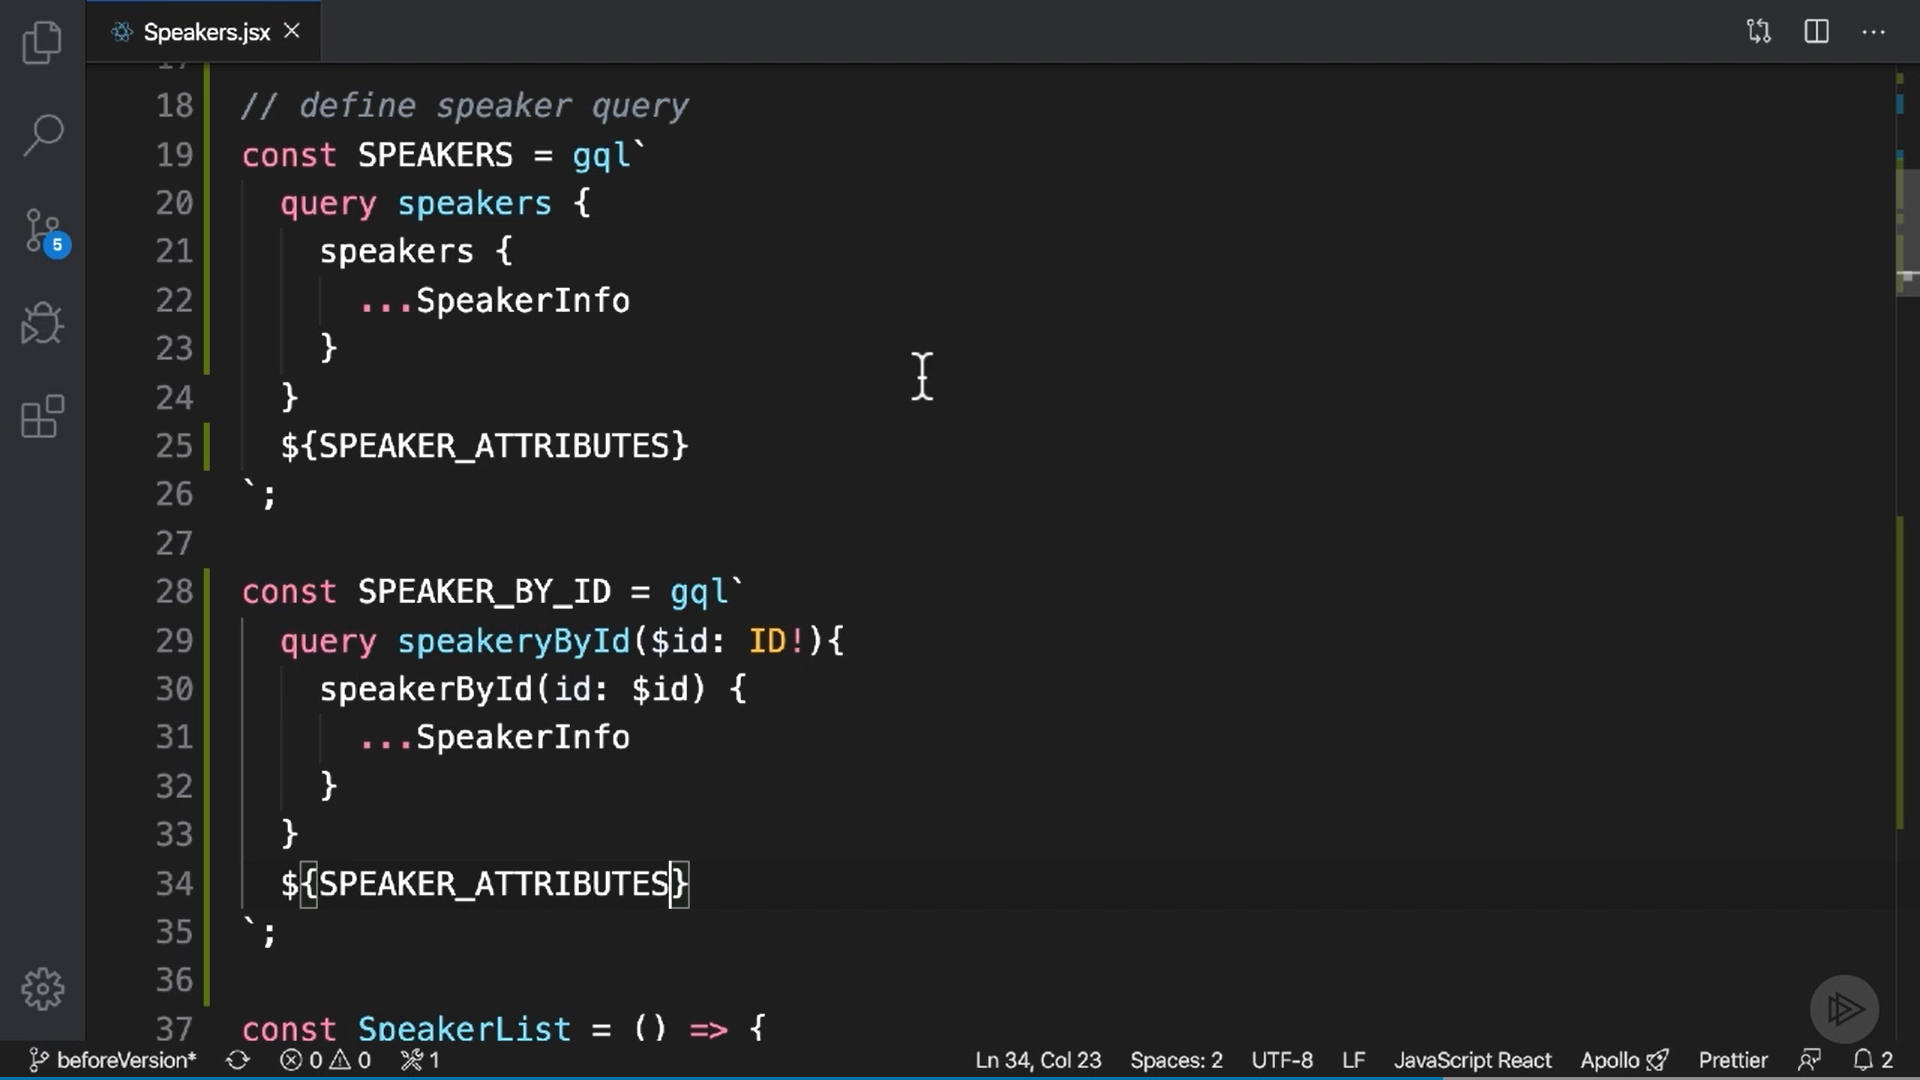 Speakers.jsx
17
18 // define speaker query
19 const SPEAKERS = gql`
20 query speakers {
21 speakers {
22 ...SpeakerInfo
23 }
24 }
25 ${SPEAKER_ATTRIBUTES}
26 `;
27
28 const SPEAKER_BY_ID = gql`
29 query speakeryById($id: ID!){
30 speakerById(id: $id) {
31 ...SpeakerInfo
32 }
33 }
34 ${SPEAKER_ATTRIBUTES}
35 `;
36
37 const SpeakerList = () => {
5
beforeVersion* 0 0 1 Ln 34, Col 23 Spaces: 2 UTF-8 LF JavaScript React Apollo Prettier 2